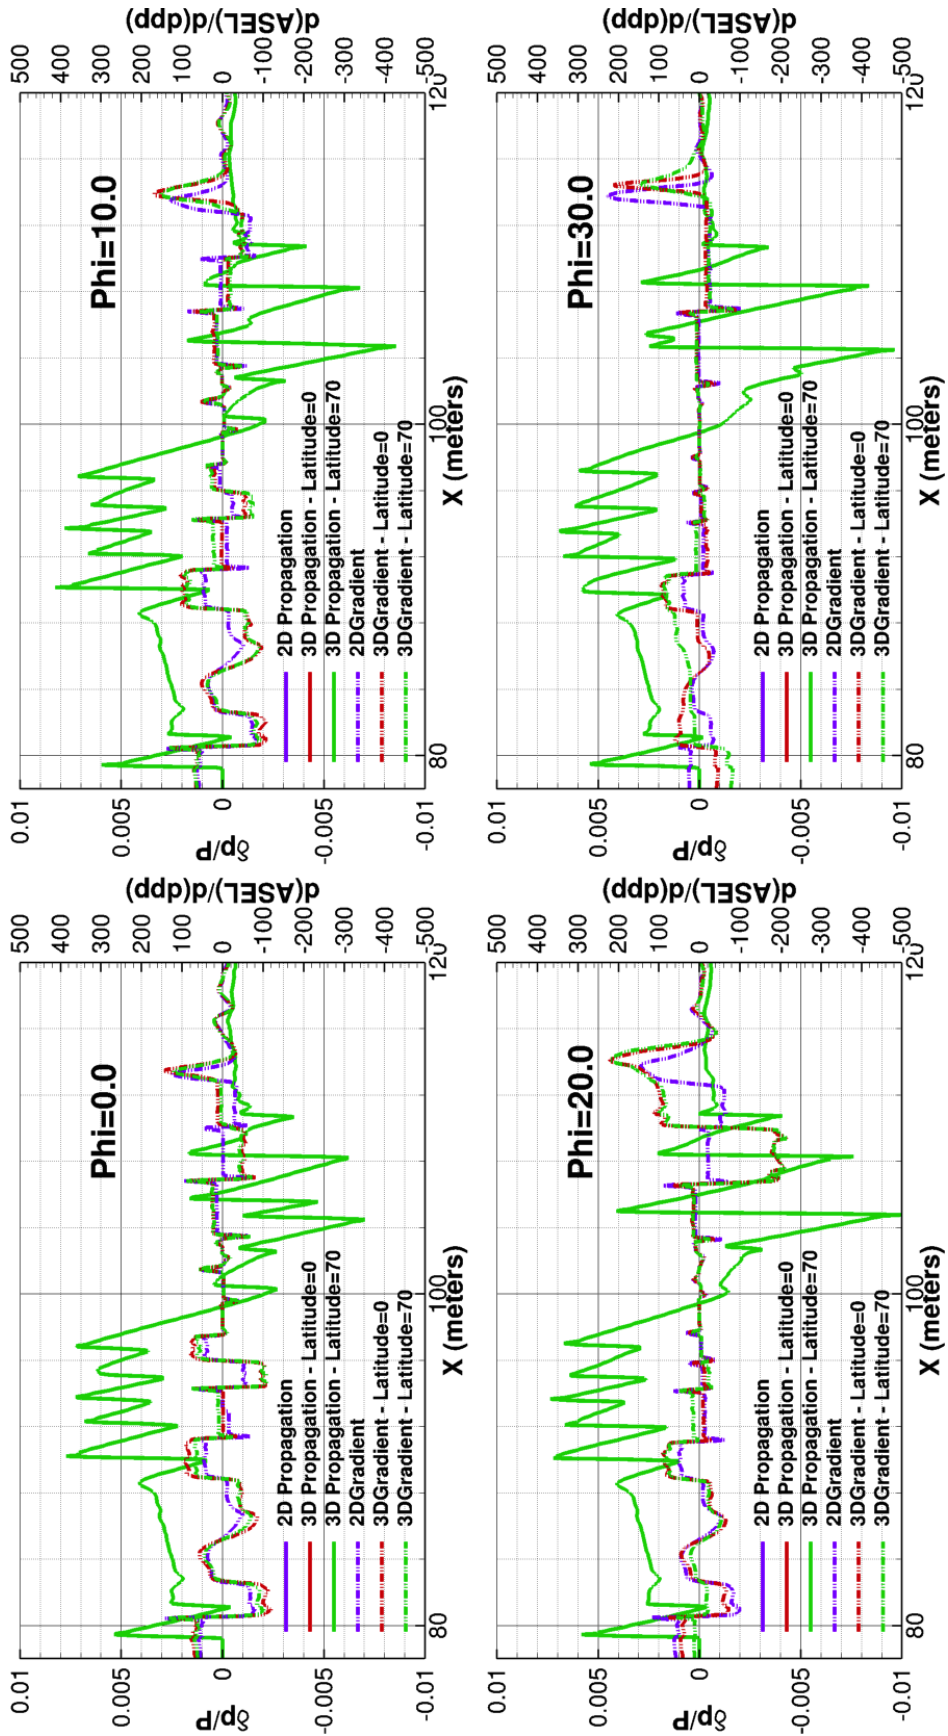 Phi=0.0
δp/P
0.01
0.005
0
-0.005
-0.01
d(ASEL)/d(dpp)
500
400
300
200
100
0
-100
-200
-300
-400
-500
80
100
120
X (meters)
2D Propagation
3D Propagation - Latitude=0
3D Propagation - Latitude=70
2DGradient
3DGradient - Latitude=0
3DGradient - Latitude=70
Phi=10.0
δp/P
0.01
0.005
0
-0.005
-0.01
d(ASEL)/d(dpp)
500
400
300
200
100
0
-100
-200
-300
-400
-500
80
100
120
X (meters)
2D Propagation
3D Propagation - Latitude=0
3D Propagation - Latitude=70
2DGradient
3DGradient - Latitude=0
3DGradient - Latitude=70
Phi=20.0
δp/P
0.01
0.005
0
-0.005
-0.01
d(ASEL)/d(dpp)
500
400
300
200
100
0
-100
-200
-300
-400
-500
80
100
120
X (meters)
2D Propagation
3D Propagation - Latitude=0
3D Propagation - Latitude=70
2DGradient
3DGradient - Latitude=0
3DGradient - Latitude=70
Phi=30.0
δp/P
0.01
0.005
0
-0.005
-0.01
d(ASEL)/d(dpp)
500
400
300
200
100
0
-100
-200
-300
-400
-500
80
100
120
X (meters)
2D Propagation
3D Propagation - Latitude=0
3D Propagation - Latitude=70
2DGradient
3DGradient - Latitude=0
3DGradient - Latitude=70